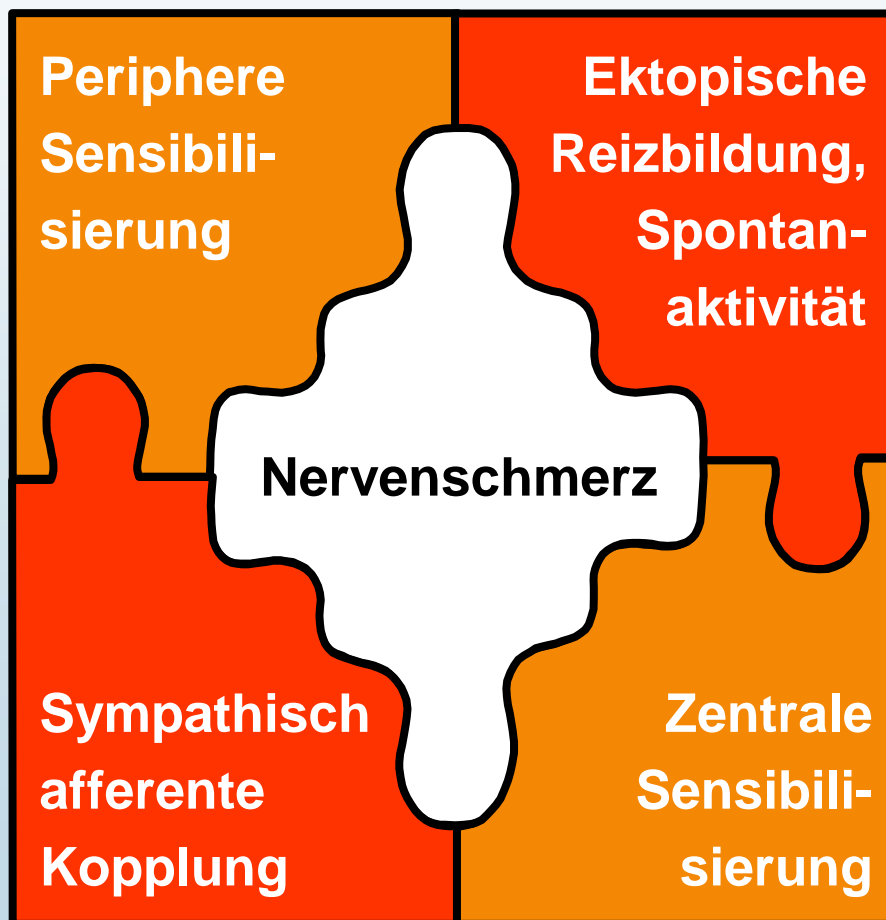 Periphere
Sensibili-
sierung
Ektopische
Reizbildung,
Spontan-
aktivität
Nervenschmerz
Sympathisch
afferente
Kopplung
Zentrale
Sensibili-
sierung